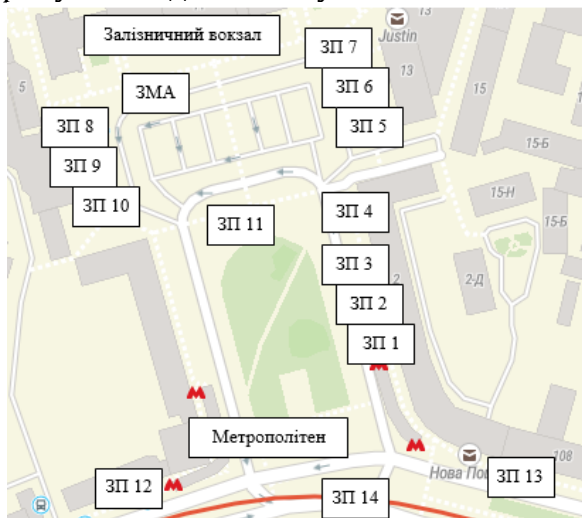 Залізничний вокзал
Justin
ЗП 7
13
15
5
ЗМА
ЗП 6
ЗП 8
ЗП 5
15-Б
ЗП 9
ЗП 10
15-Н
ЗП 11
ЗП 4
15-Б
ЗП 3
2
2-Д
ЗП 2
ЗП 1
Метрополітен
108
Нова По
ЗП 13
ЗП 12
ЗП 14